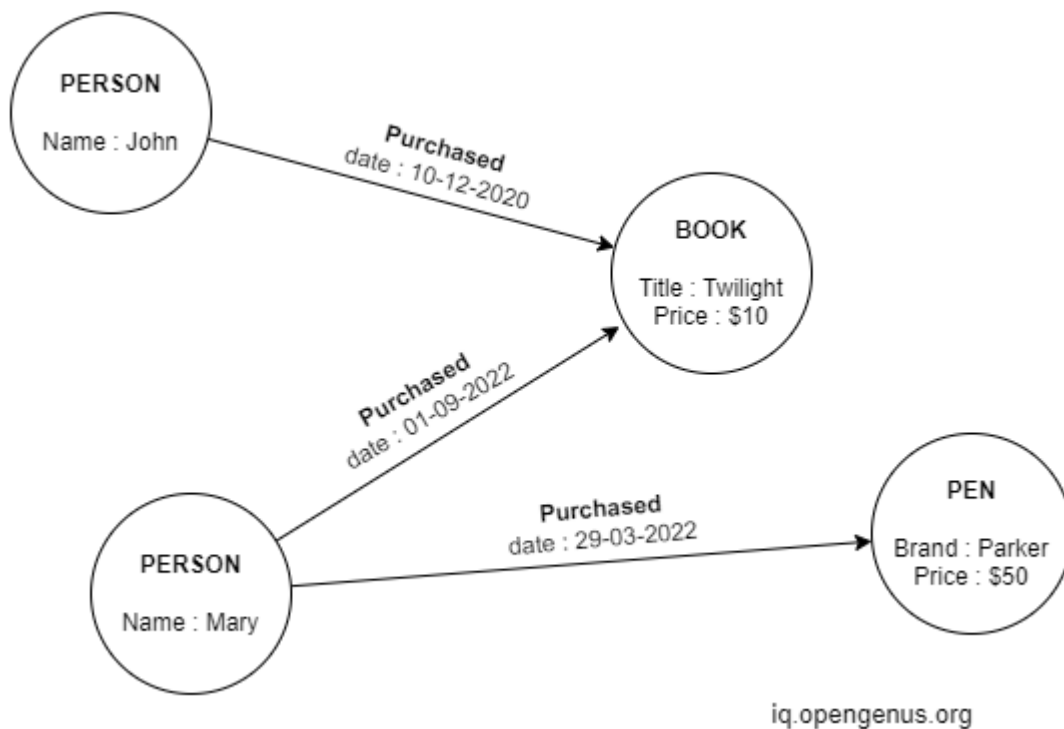 PERSON
Name : John
Purchased
date : 10-12-2020
BOOK
Title : Twilight
Price : $10
Purchased
date : 01-09-2022
PERSON
Name : Mary
Purchased
date : 29-03-2022
PEN
Brand : Parker
Price : $50
iq.opengenus.org